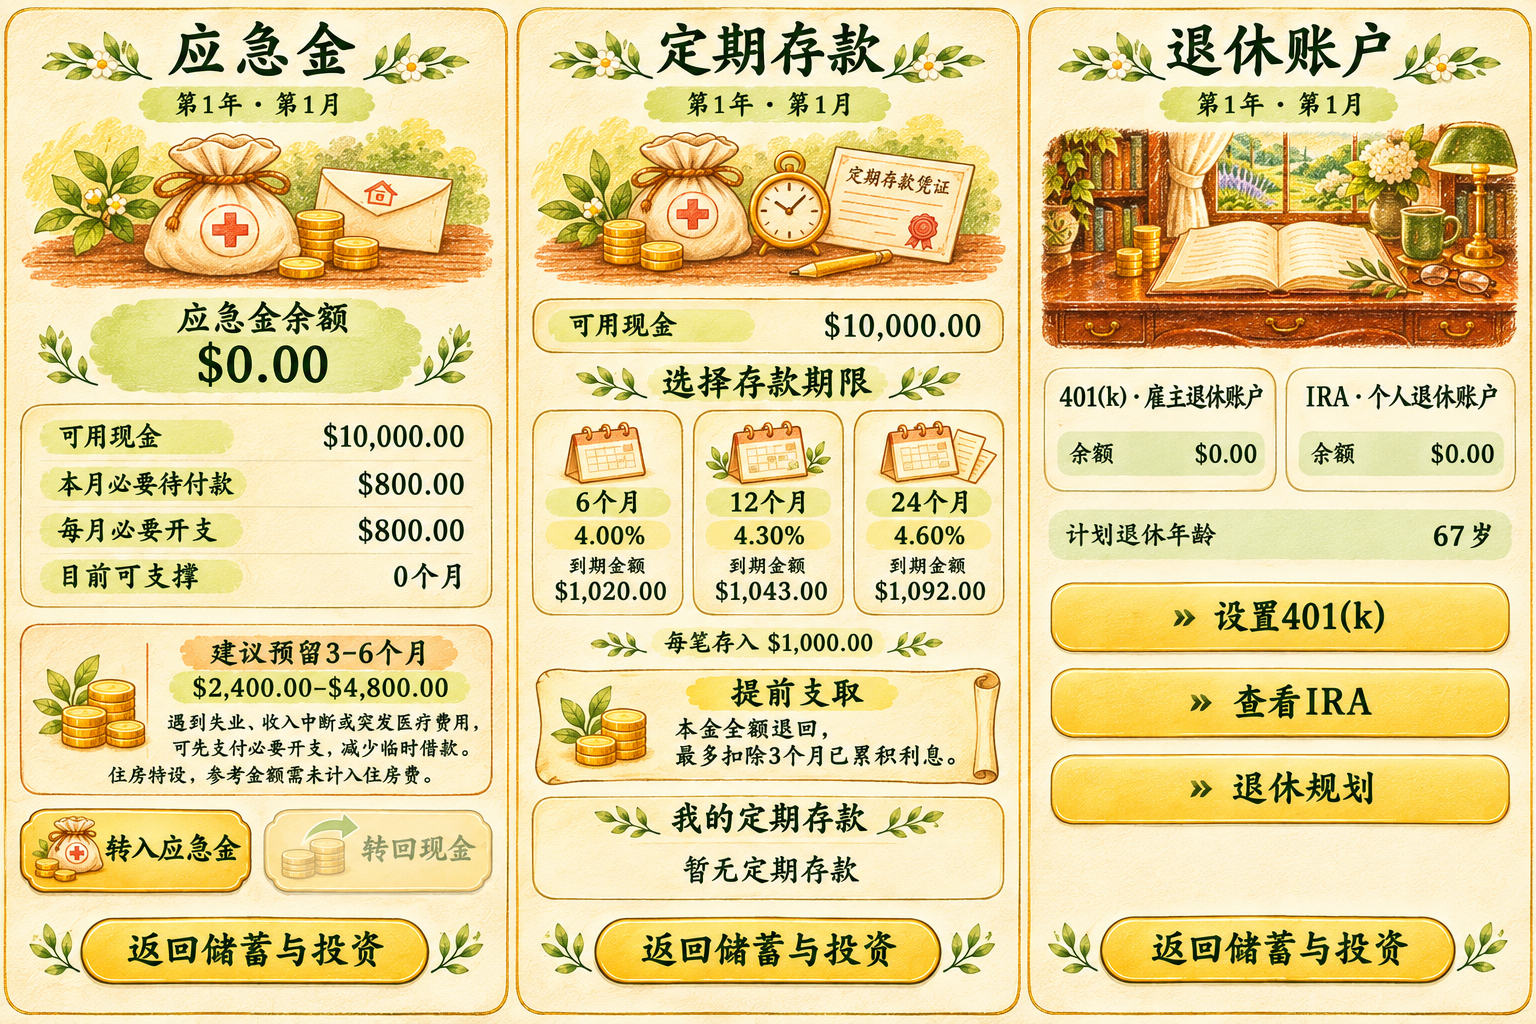 应急金
第1年 · 第1月
应急金余额
$0.00
可用现金 $10,000.00
本月必要待付款 $800.00
每月必要开支 $800.00
目前可支撑 0个月
建议预留3-6个月
$2,400.00-$4,800.00
遇到失业、收入中断或突发医疗费用，
可先支付必要开支，减少临时借款。
住房特设，参考金额需未计入住房费。
转入应急金
转回现金
返回储蓄与投资
定期存款
第1年 · 第1月
定期存款凭证
可用现金 $10,000.00
选择存款期限
6个月
4.00%
到期金额
$1,020.00
12个月
4.30%
到期金额
$1,043.00
24个月
4.60%
到期金额
$1,092.00
每笔存入 $1,000.00
提前支取
本金全额退回，
最多扣除3个月已累积利息。
我的定期存款
暂无定期存款
返回储蓄与投资
退休账户
第1年 · 第1月
401(k) · 雇主退休账户
余额 $0.00
IRA · 个人退休账户
余额 $0.00
计划退休年龄 67岁
» 设置401(k)
» 查看IRA
» 退休规划
返回储蓄与投资